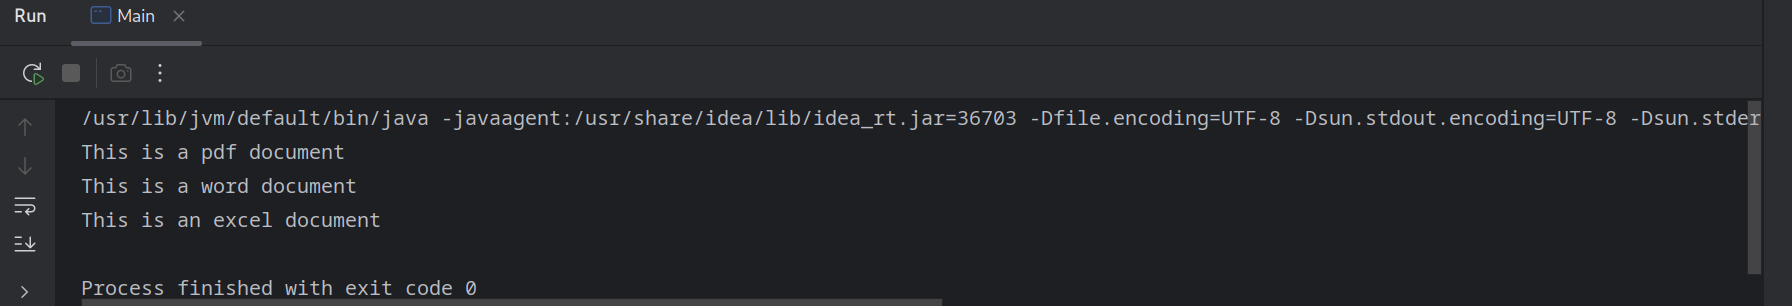 Run Main
/usr/lib/jvm/default/bin/java -javaagent:/usr/share/idea/lib/idea_rt.jar=36703 -Dfile.encoding=UTF-8 -Dsun.stdout.encoding=UTF-8 -Dsun.stder
This is a pdf document
This is a word document
This is an excel document
Process finished with exit code 0